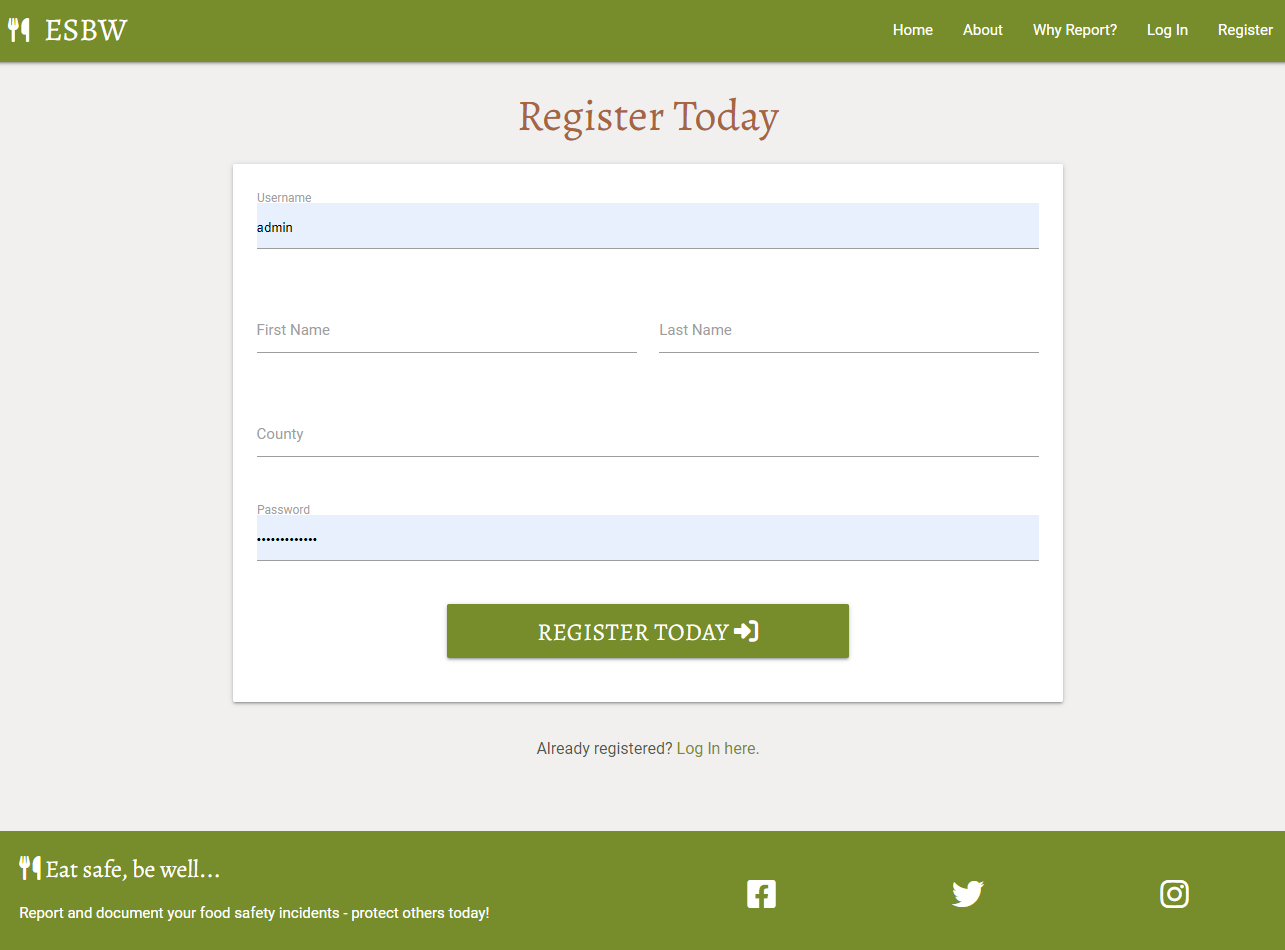 ESBW
Home About Why Report? Log In Register
Register Today
Username
admin
First Name Last Name
County
Password
•••••••••••••
REGISTER TODAY
Already registered? Log In here.
Eat safe, be well...
Report and document your food safety incidents - protect others today!